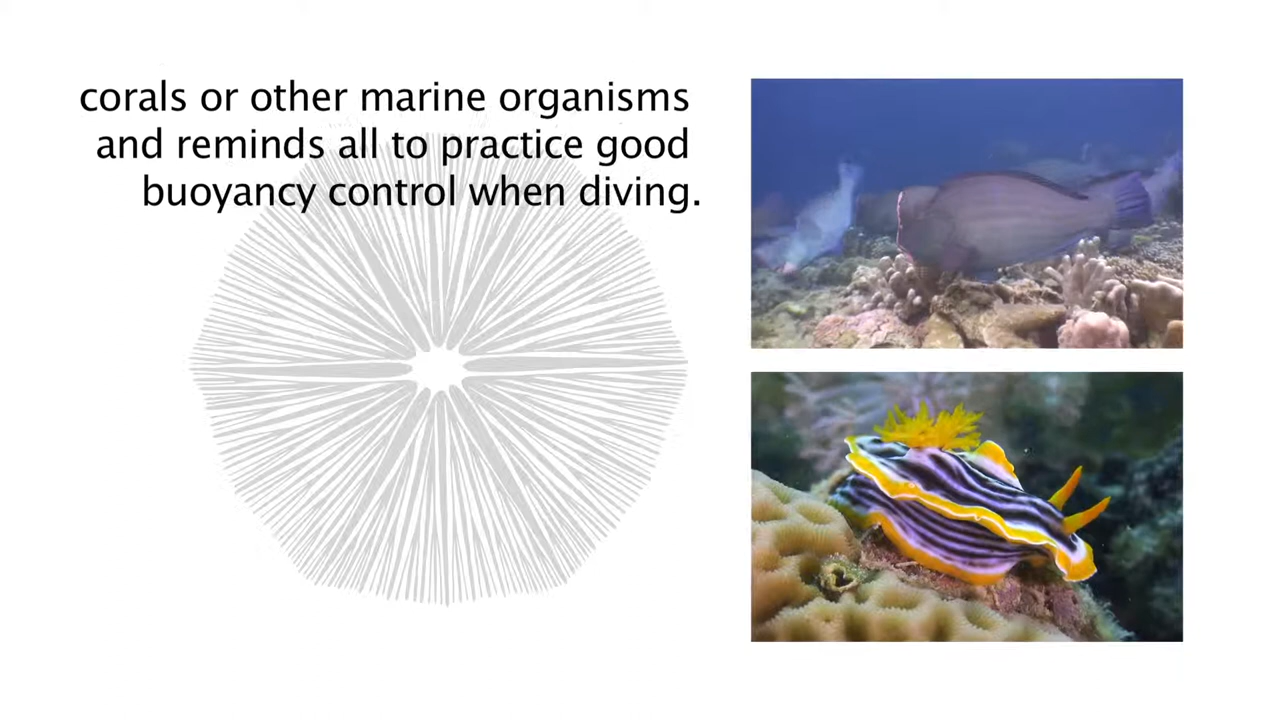 corals or other marine organisms
and reminds all to practice good
buoyancy control when diving.